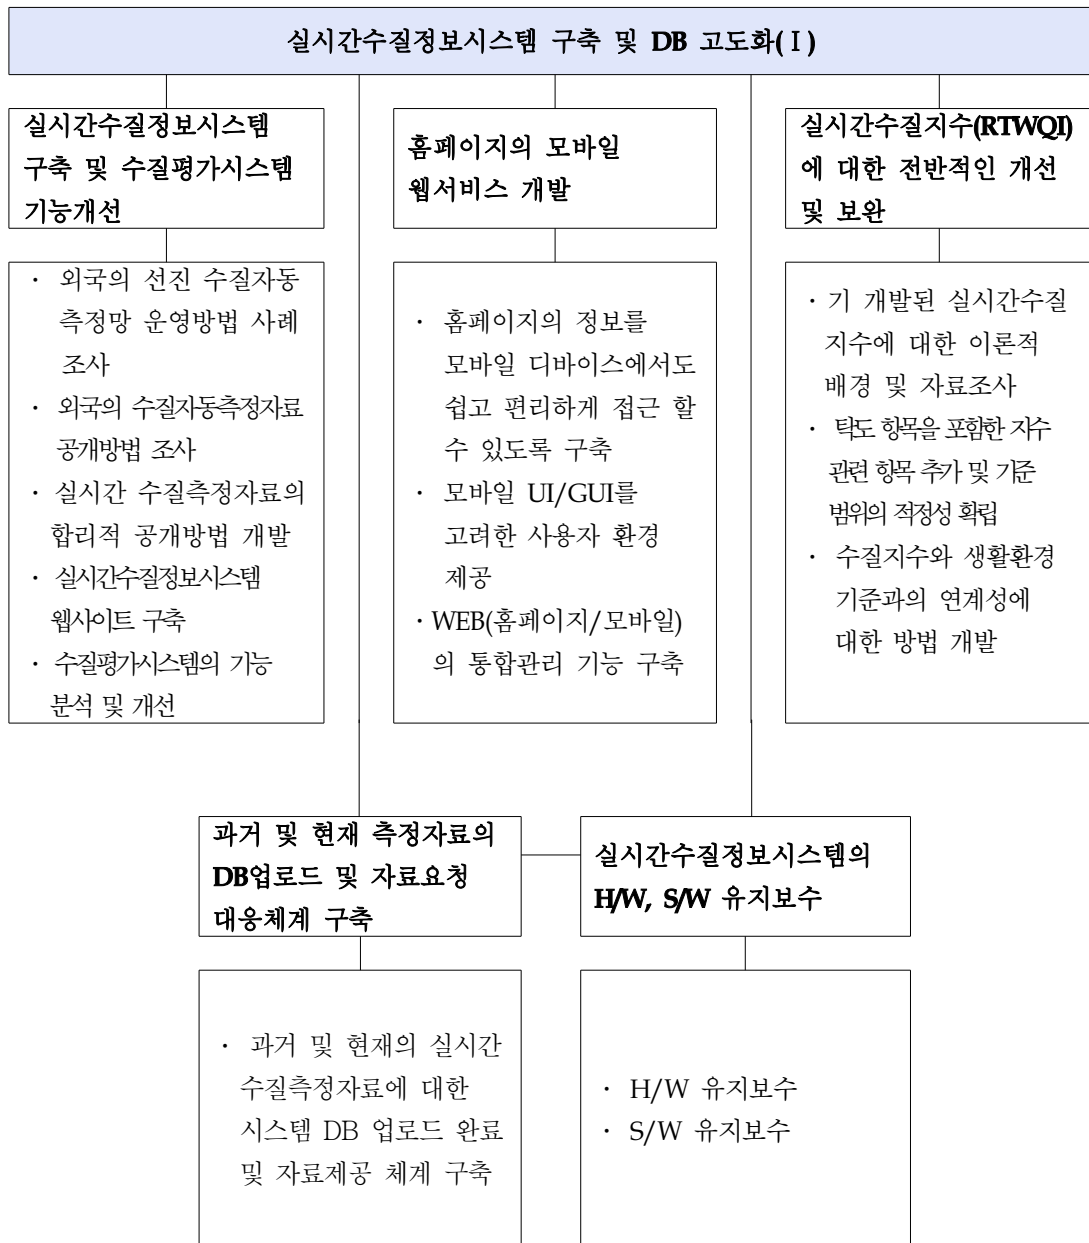 실시간수질정보시스템 구축 및 DB 고도화(Ⅰ)
실시간수질정보시스템
구축 및 수질평가시스템
기능개선
· 외국의 선진 수질자동
측정망 운영방법 사례
조사
· 외국의 수질자동측정자료
공개방법 조사
· 실시간 수질측정자료의
합리적 공개방법 개발
· 실시간수질정보시스템
웹사이트 구축
· 수질평가시스템의 기능
분석 및 개선
홈페이지의 모바일
웹서비스 개발
· 홈페이지의 정보를
모바일 디바이스에서도
쉽고 편리하게 접근 할
수 있도록 구축
· 모바일 UI/GUI를
고려한 사용자 환경
제공
· WEB(홈페이지/모바일)
의 통합관리 기능 구축
실시간수질지수(RTWQI)
에 대한 전반적인 개선
및 보완
· 기 개발된 실시간수질
지수에 대한 이론적
배경 및 자료조사
· 탁도 항목을 포함한 지수
관련 항목 추가 및 기준
범위의 적정성 확립
· 수질지수와 생활환경
기준과의 연계성에
대한 방법 개발
과거 및 현재 측정자료의
DB업로드 및 자료요청
대응체계 구축
· 과거 및 현재의 실시간
수질측정자료에 대한
시스템 DB 업로드 완료
및 자료제공 체계 구축
실시간수질정보시스템의
H/W, S/W 유지보수
· H/W 유지보수
· S/W 유지보수